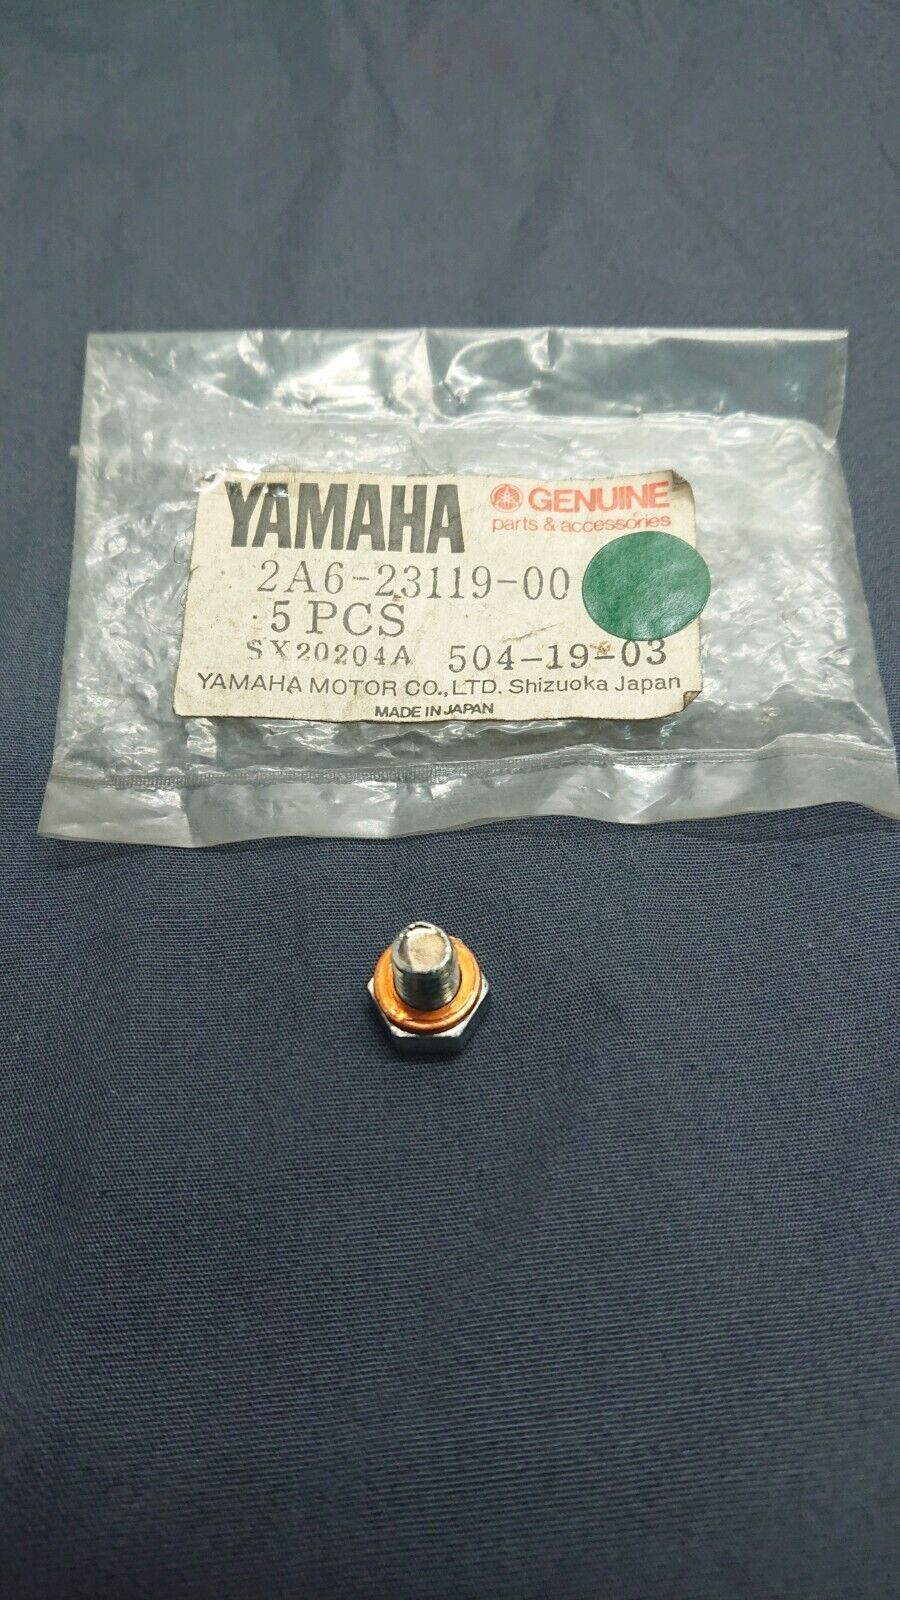 YAMAHA GENUINE
parts & accessories
2A6-23119-00
5 PCS
SX20204A 504-19-03
YAMAHA MOTOR CO., LTD. Shizuoka Japan
MADE IN JAPAN